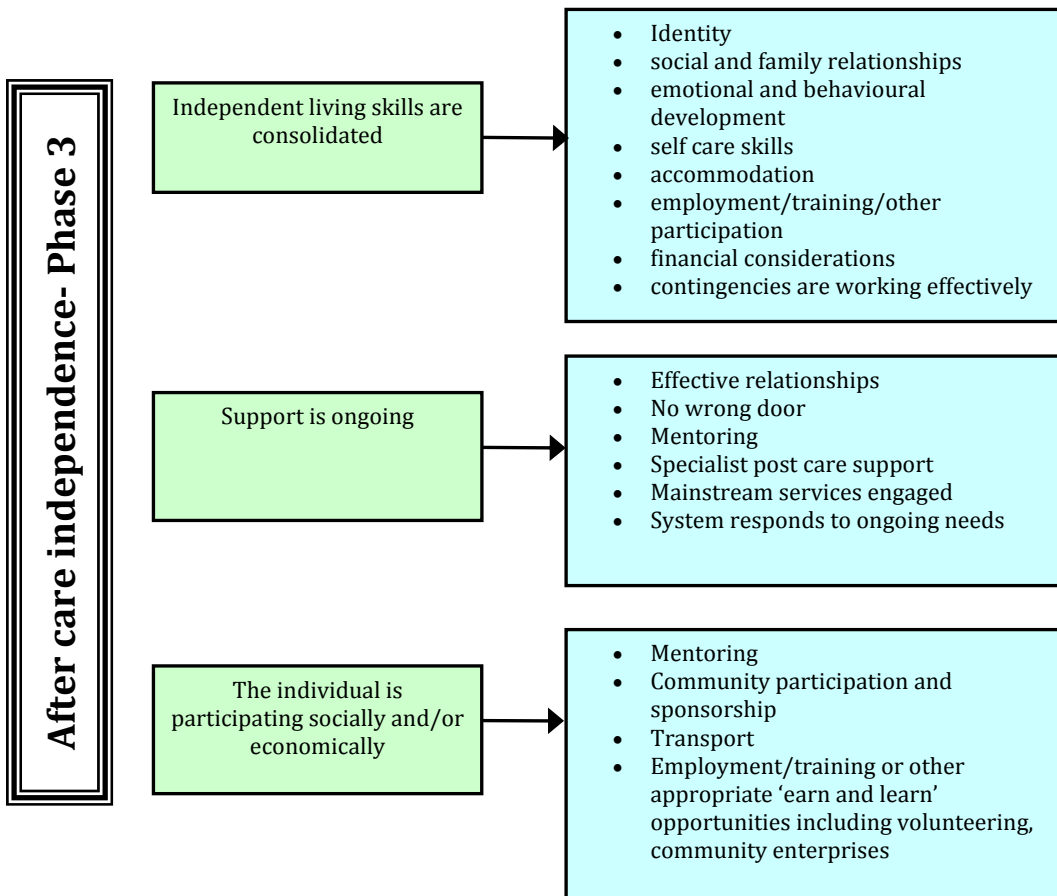 After care independence- Phase 3
Independent living skills are
consolidated
• Identity
• social and family relationships
• emotional and behavioural
development
• self care skills
• accommodation
• employment/training/other
participation
• financial considerations
• contingencies are working effectively
Support is ongoing
• Effective relationships
• No wrong door
• Mentoring
• Specialist post care support
• Mainstream services engaged
• System responds to ongoing needs
The individual is
participating socially and/or
economically
• Mentoring
• Community participation and
sponsorship
• Transport
• Employment/training or other
appropriate ‘earn and learn’
opportunities including volunteering,
community enterprises